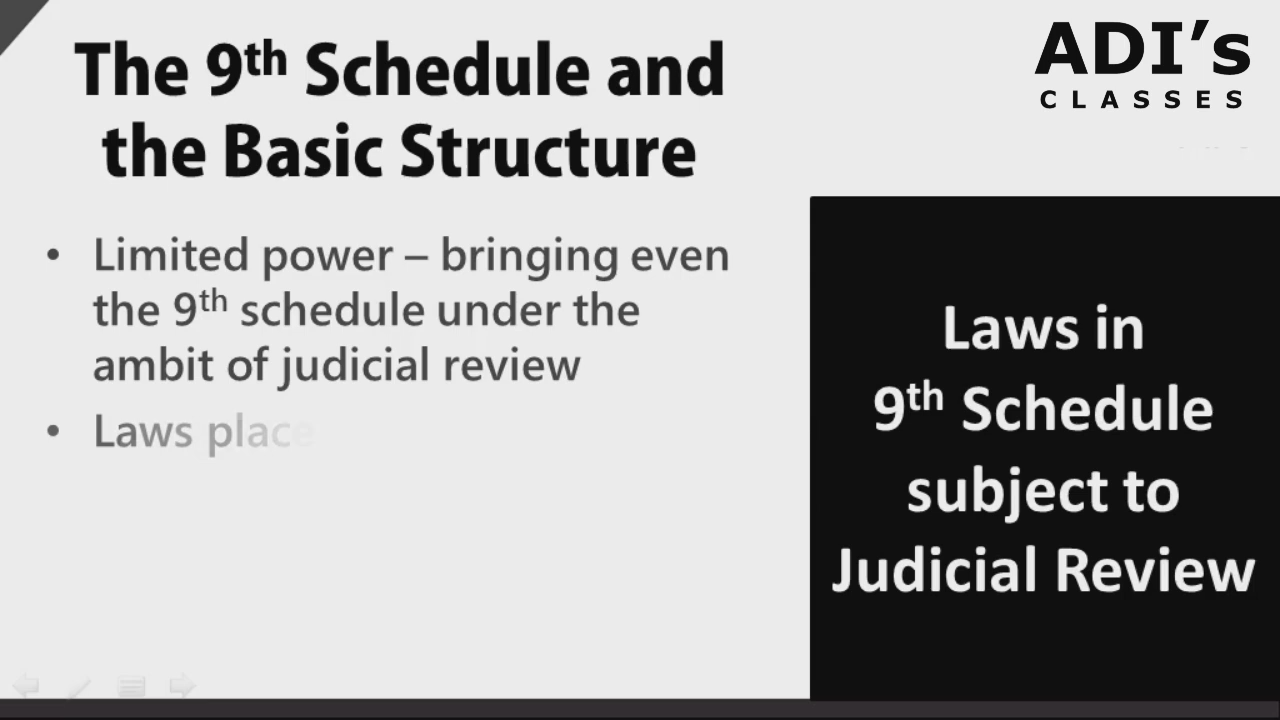 The 9th Schedule and
the Basic Structure
ADI's
CLASSES
• Limited power – bringing even
the 9th schedule under the
ambit of judicial review
• Laws place
Laws in
9th Schedule
subject to
Judicial Review